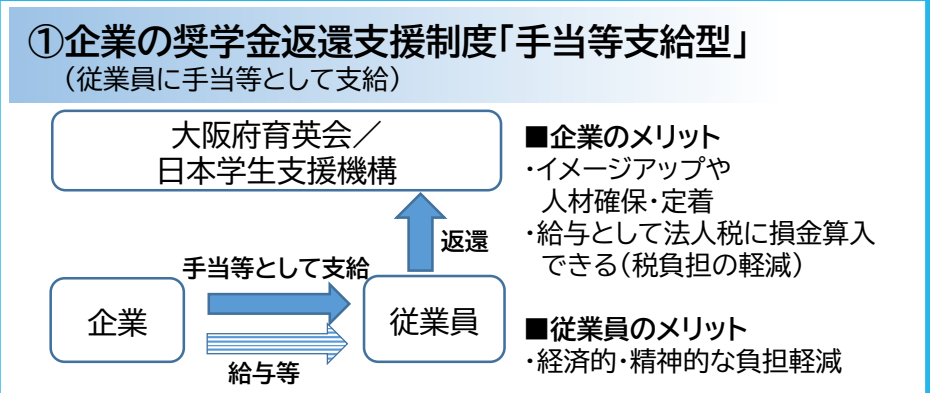 ①企業の奨学金返還支援制度「手当等支給型」
（従業員に手当等として支給）
大阪府育英会／
日本学生支援機構
返還
手当等として支給
企業
従業員
給与等
■企業のメリット
・イメージアップや
人材確保・定着
・給与として法人税に損金算入
できる（税負担の軽減）
■従業員のメリット
・経済的・精神的な負担軽減